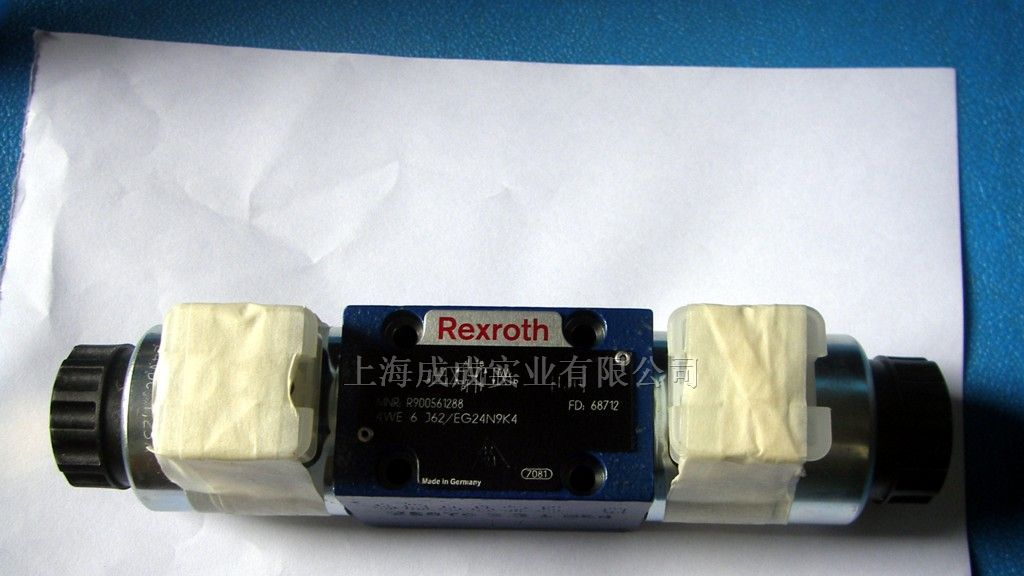 Rexroth
上海成成实业有限公司
MNR: R900561288
FD: 68712
4WE 6 J62/EG24N9K4
7081
Made in Germany